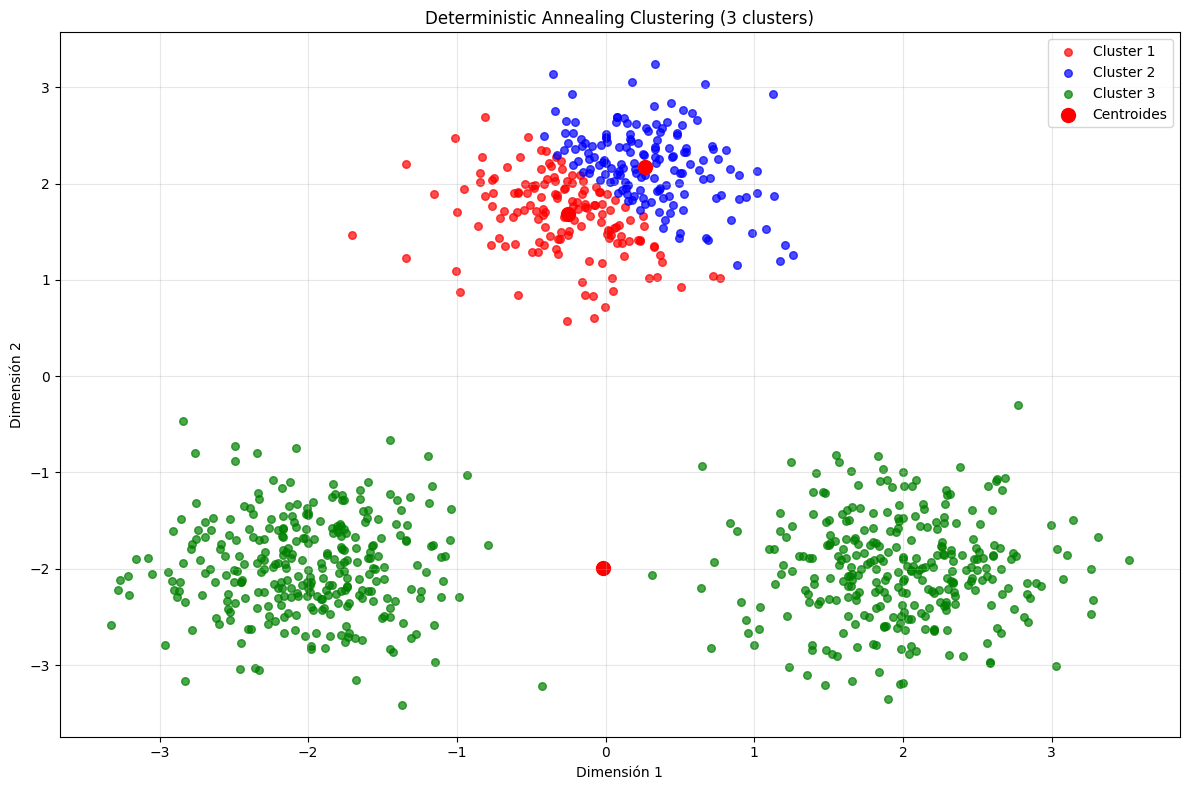 Deterministic Annealing Clustering (3 clusters)
Cluster 1
Cluster 2
Cluster 3
Centroides
Dimensión 2
3
2
1
0
−1
−2
−3
−3
−2
−1
0
1
2
3
Dimensión 1